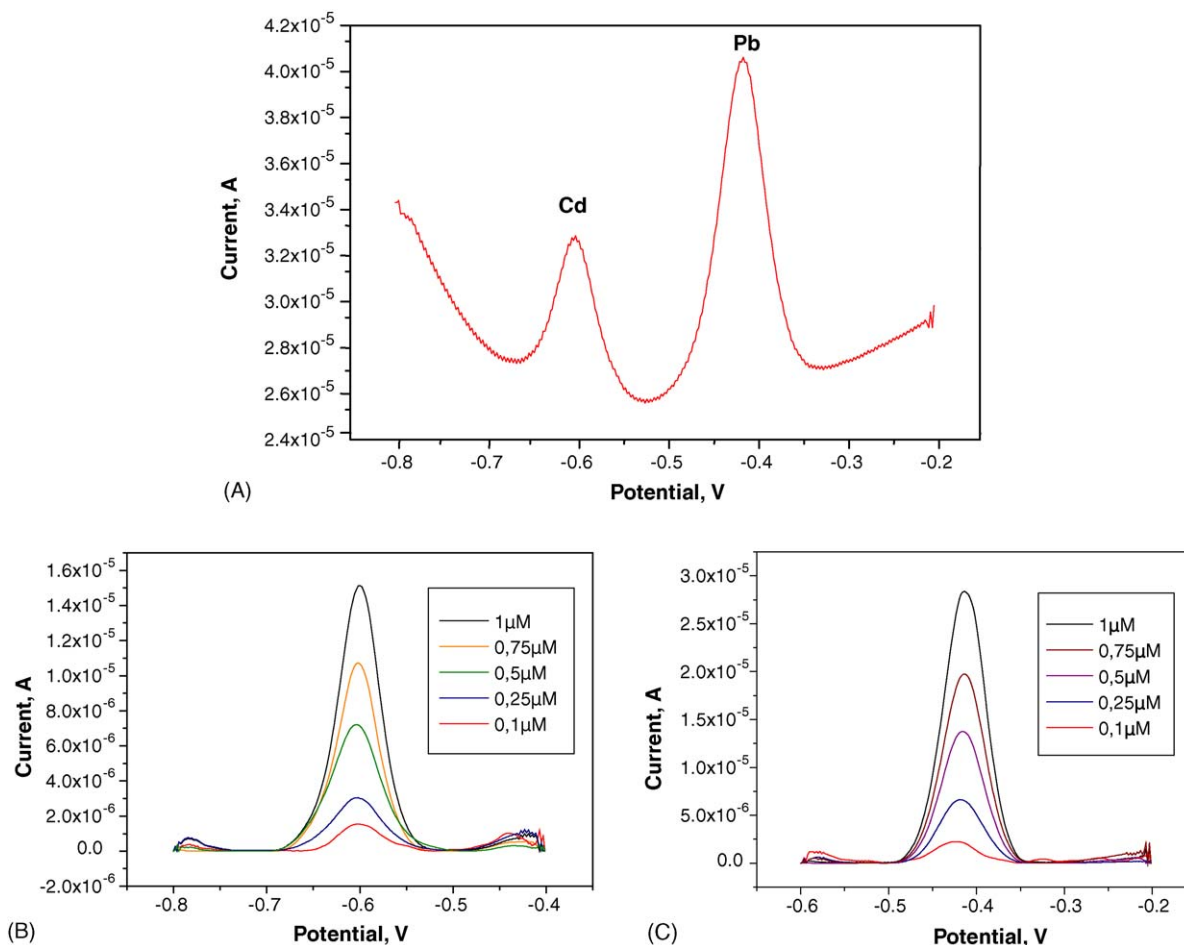 4.2x10⁻⁵
4.0x10⁻⁵
3.8x10⁻⁵
3.6x10⁻⁵
3.4x10⁻⁵
3.2x10⁻⁵
3.0x10⁻⁵
2.8x10⁻⁵
2.6x10⁻⁵
2.4x10⁻⁵
Current, A
Cd
Pb
-0.8 -0.7 -0.6 -0.5 -0.4 -0.3 -0.2
Potential, V
(A)
1.6x10⁻⁵
1.4x10⁻⁵
1.2x10⁻⁵
1.0x10⁻⁵
8.0x10⁻⁶
6.0x10⁻⁶
4.0x10⁻⁶
2.0x10⁻⁶
0.0
-2.0x10⁻⁶
Current, A
1µM
0,75µM
0,5µM
0,25µM
0,1µM
-0.8 -0.7 -0.6 -0.5 -0.4
Potential, V
(B)
3.0x10⁻⁵
2.5x10⁻⁵
2.0x10⁻⁵
1.5x10⁻⁵
1.0x10⁻⁵
5.0x10⁻⁶
0.0
Current, A
1µM
0,75µM
0,5µM
0,25µM
0,1µM
-0.6 -0.5 -0.4 -0.3 -0.2
Potential, V
(C)